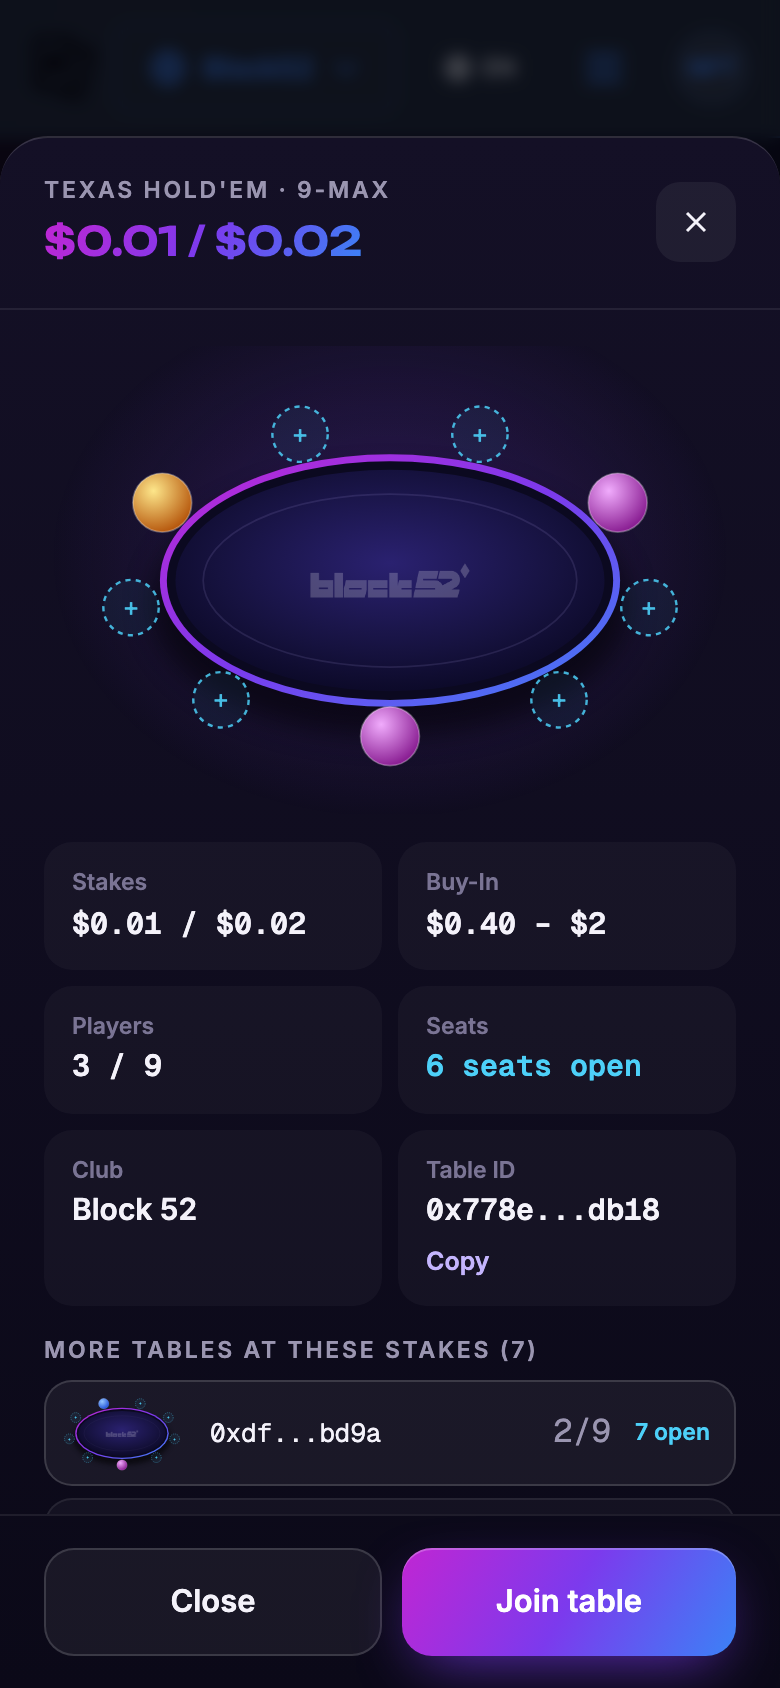 TEXAS HOLD'EM · 9-MAX
$0.01 / $0.02
+ +
+ +
+ +
block52
Stakes
$0.01 / $0.02
Buy-In
$0.40 – $2
Players
3 / 9
Seats
6 seats open
Club
Block 52
Table ID
0x778e...db18
Copy
MORE TABLES AT THESE STAKES (7)
block52
0xdf...bd9a
2/9
7 open
Close
Join table